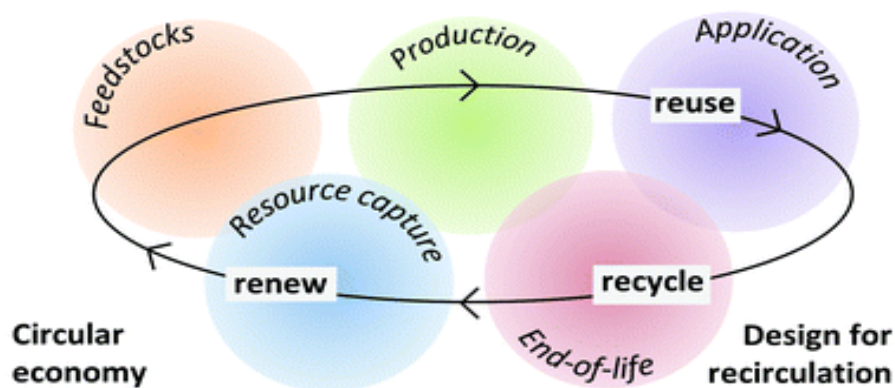 Feedstocks
Production
Application
reuse
Resource capture
renew
recycle
End-of-life
Circular
economy
Design for
recirculation